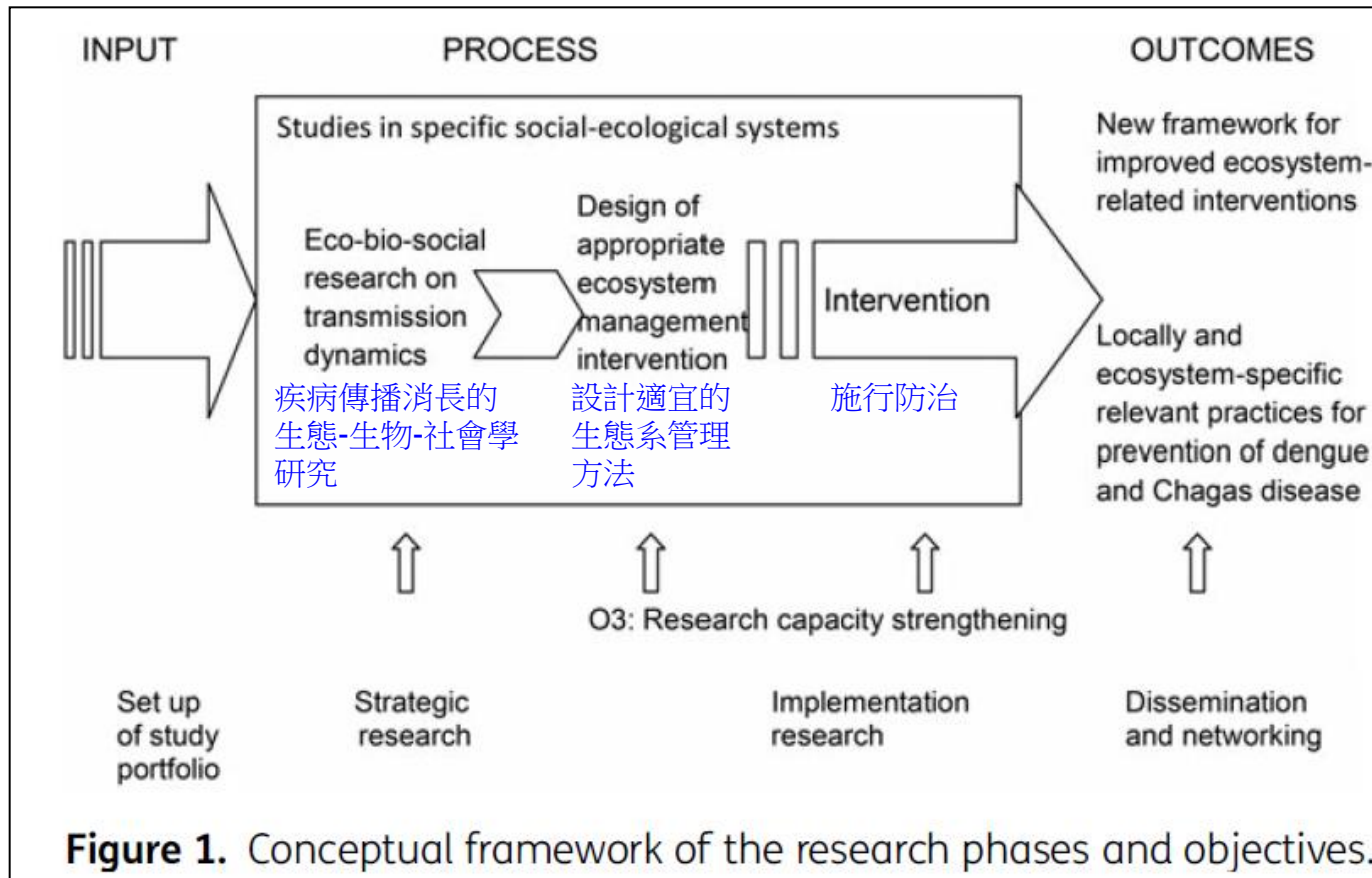 INPUT
PROCESS
OUTCOMES
Studies in specific social-ecological systems
Eco-bio-social
research on
transmission
dynamics
疾病傳播消長的
生態-生物-社會學
研究
Design of
appropriate
ecosystem
management
intervention
設計適宜的
生態系管理
方法
Intervention
施行防治
New framework for
improved ecosystem-
related interventions
Locally and
ecosystem-specific
relevant practices for
prevention of dengue
and Chagas disease
O3: Research capacity strengthening
Set up
of study
portfolio
Strategic
research
Implementation
research
Dissemination
and networking
Figure 1. Conceptual framework of the research phases and objectives.